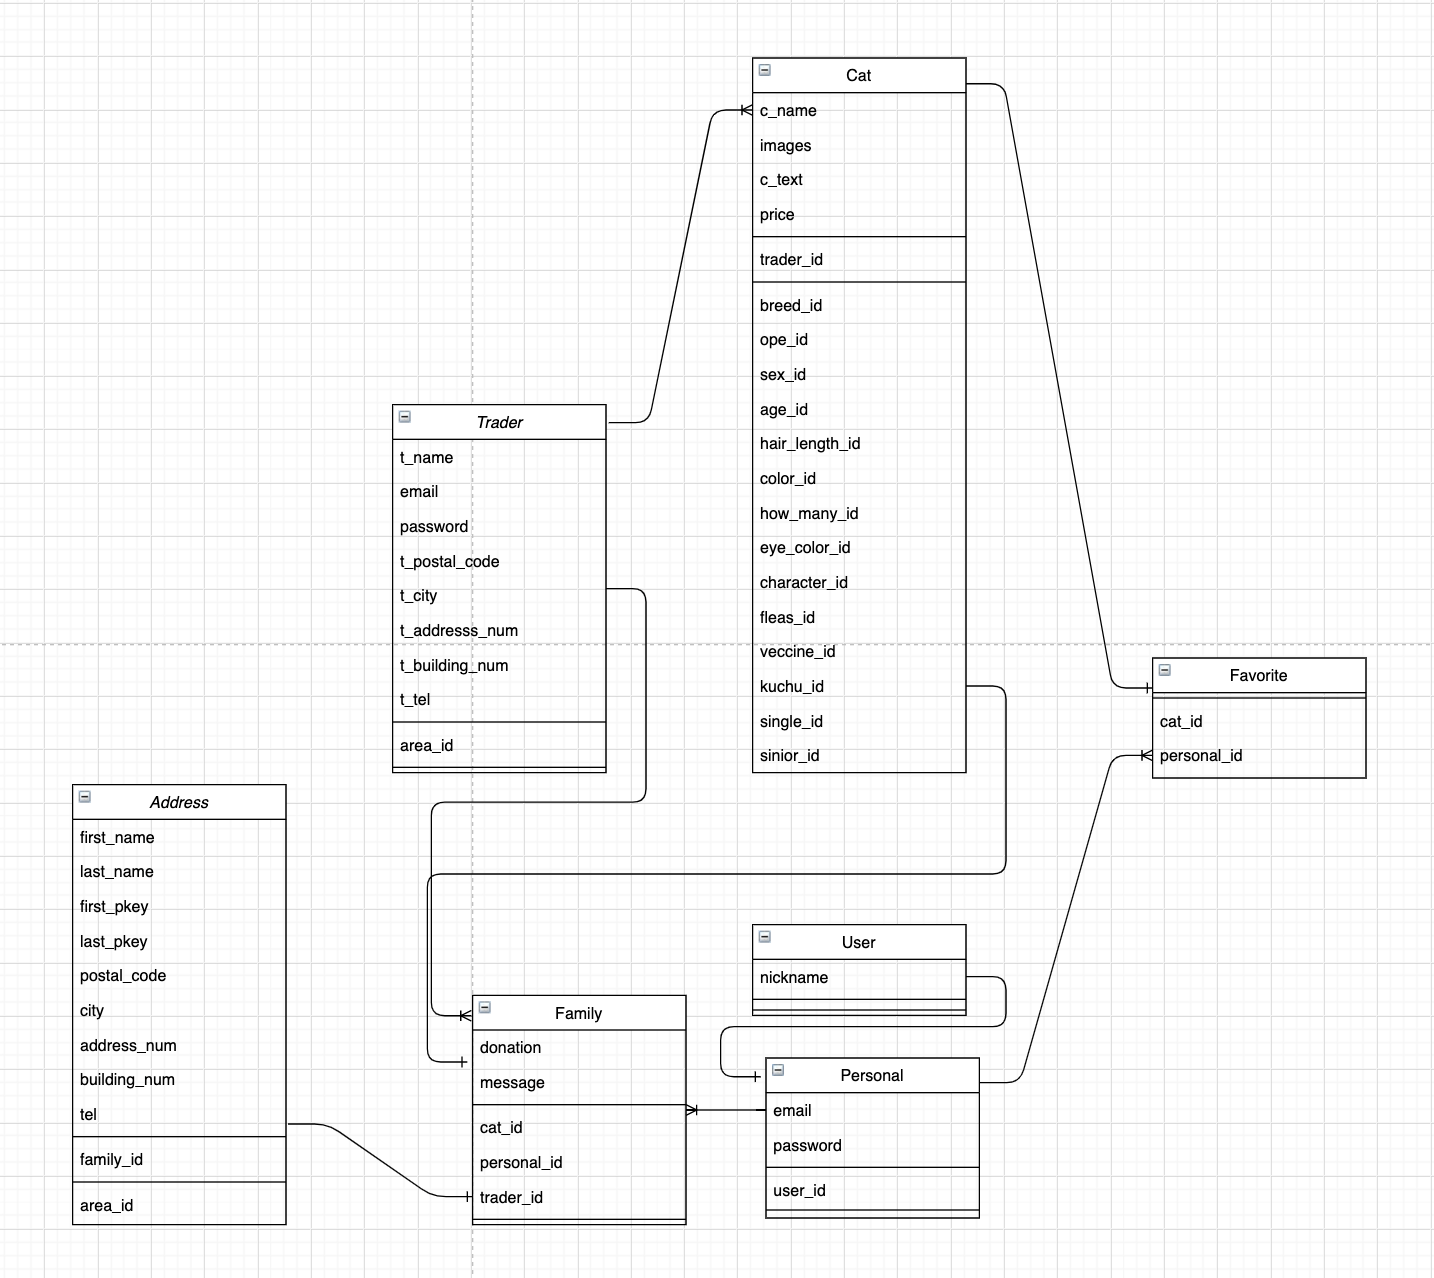 Cat
c_name
images
c_text
price
trader_id
breed_id
ope_id
sex_id
age_id
hair_length_id
color_id
how_many_id
eye_color_id
character_id
fleas_id
veccine_id
kuchu_id
single_id
sinior_id
Trader
t_name
email
password
t_postal_code
t_city
t_addresss_num
t_building_num
t_tel
area_id
Favorite
cat_id
personal_id
Address
first_name
last_name
first_pkey
last_pkey
postal_code
city
address_num
building_num
tel
family_id
area_id
User
nickname
Family
donation
message
cat_id
personal_id
trader_id
Personal
email
password
user_id